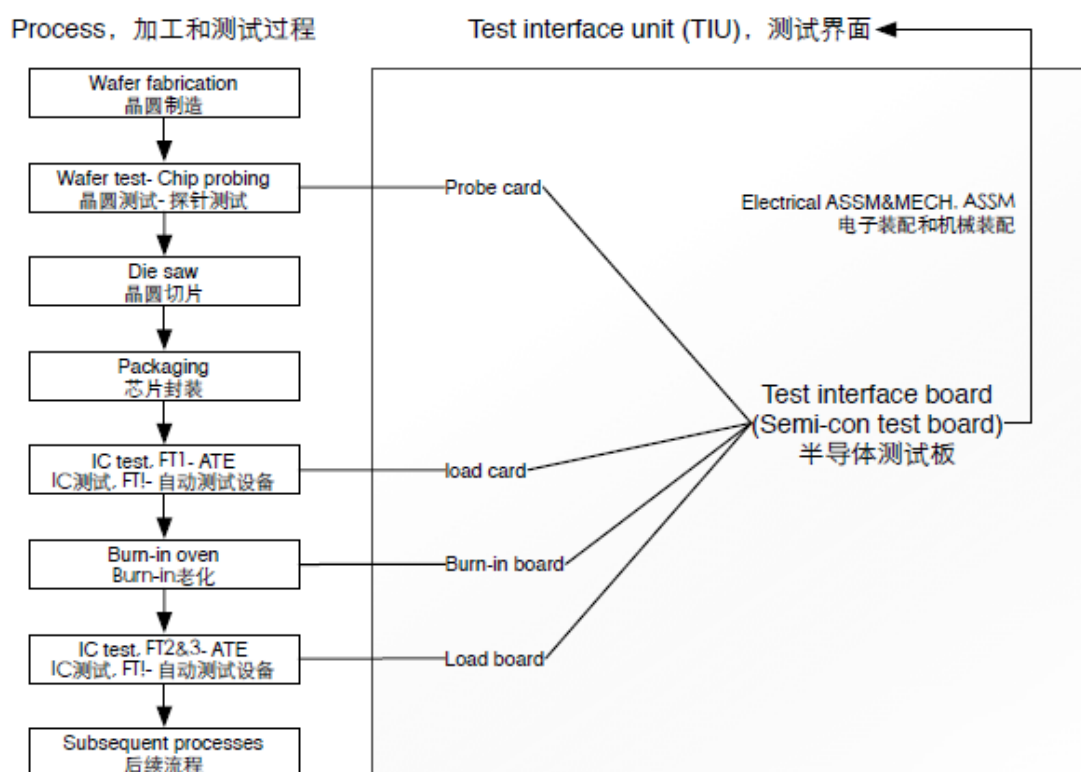 Process，加工和测试过程
Test interface unit (TIU)，测试界面
Wafer fabrication
晶圆制造
Wafer test- Chip probing
晶圆测试- 探针测试
Probe card
Electrical ASSM&MECH. ASSM
电子装配和机械装配
Die saw
晶圆切片
Packaging
芯片封装
Test interface board
(Semi-con test board)
半导体测试板
IC test, FT1- ATE
IC测试, FT!- 自动测试设备
load card
Burn-in oven
Burn-in老化
Burn-in board
IC test, FT2&3- ATE
IC测试, FT!- 自动测试设备
Load board
Subsequent processes
后续流程